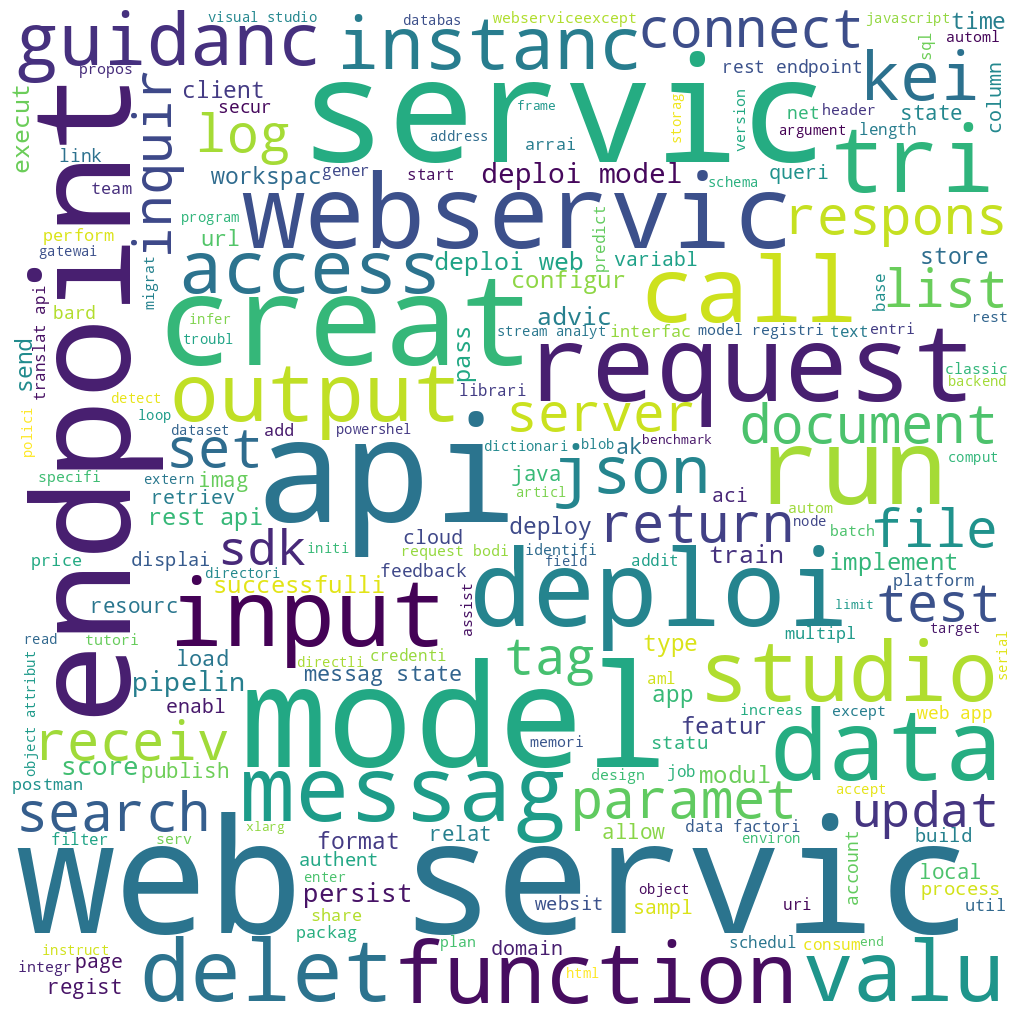 guidanc
visual studio
instanc
databas
webserviceexcept
connect
javascript
time
automl
sql
propos
client
secur
servic
rest endpoint
kei
column
execut
endpoint
inquir
log
frame
address
arrai
storag
version
net
header
argument
length
state
tri
link
team
workspac
gener
start
deploi model
schema
queri
webservic
respons
program
url
predict
perform
gatewai
access
deploi web
variabl
store
translat api
migrat
configur
call
base
list
bard
infer
troubl
creat
stream analyt
interfac
advic
model registri
text
entri
rest
send
pass
request
classic
backend
output
librari
detect
loop
dataset
add
powershel
server
document
polici
set
dictionari
blob
ak
benchmark
comput
specifi
extern
imag
retriev
api
java
articl
json
aci
run
autom
rest api
cloud
deploy
return
node
batch
file
price
displai
sdk
initi
request bodi
identifi
field
addit
train
implement
directori
feedback
successfulli
platform
resourc
input
assist
deploi
limit
test
target
read
tutori
multipl
load
directli
credenti
tag
type
studio
serial
object attribut
pipelin
messag state
aml
app
enabl
model
increas
except
web app
receiv
featur
data
memori
statu
score
publish
postman
messag
design
job
modul
accept
search
paramet
updat
xlarg
filter
serv
format
relat
allow
data factori
environ
build
authent
web servic
enter
persist
object
account
local
process
websit
sampl
uri
util
share
packag
instruct
plan
domain
schedul
consum
end
integr
page
regist
delet
function
html
valu